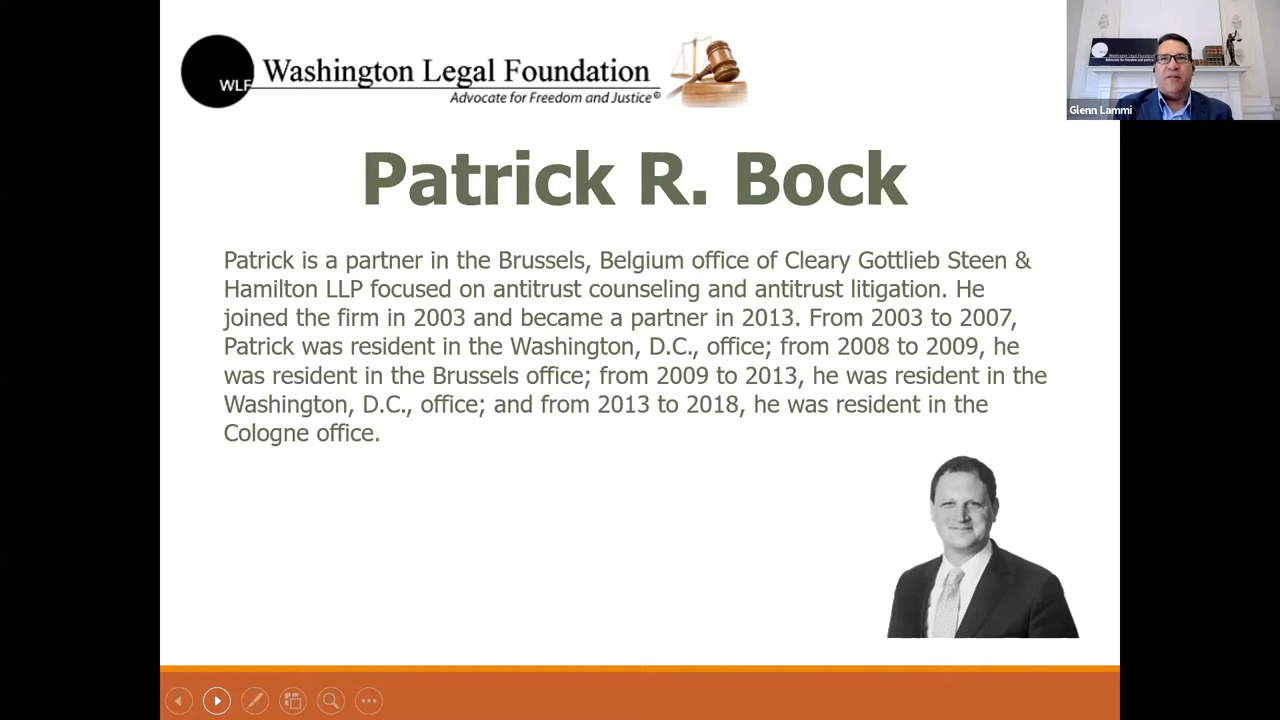 WLF
Washington Legal Foundation
Advocate for Freedom and Justice®
Glenn Lammi
Patrick R. Bock
Patrick is a partner in the Brussels, Belgium office of Cleary Gottlieb Steen &
Hamilton LLP focused on antitrust counseling and antitrust litigation. He
joined the firm in 2003 and became a partner in 2013. From 2003 to 2007,
Patrick was resident in the Washington, D.C., office; from 2008 to 2009, he
was resident in the Brussels office; from 2009 to 2013, he was resident in the
Washington, D.C., office; and from 2013 to 2018, he was resident in the
Cologne office.